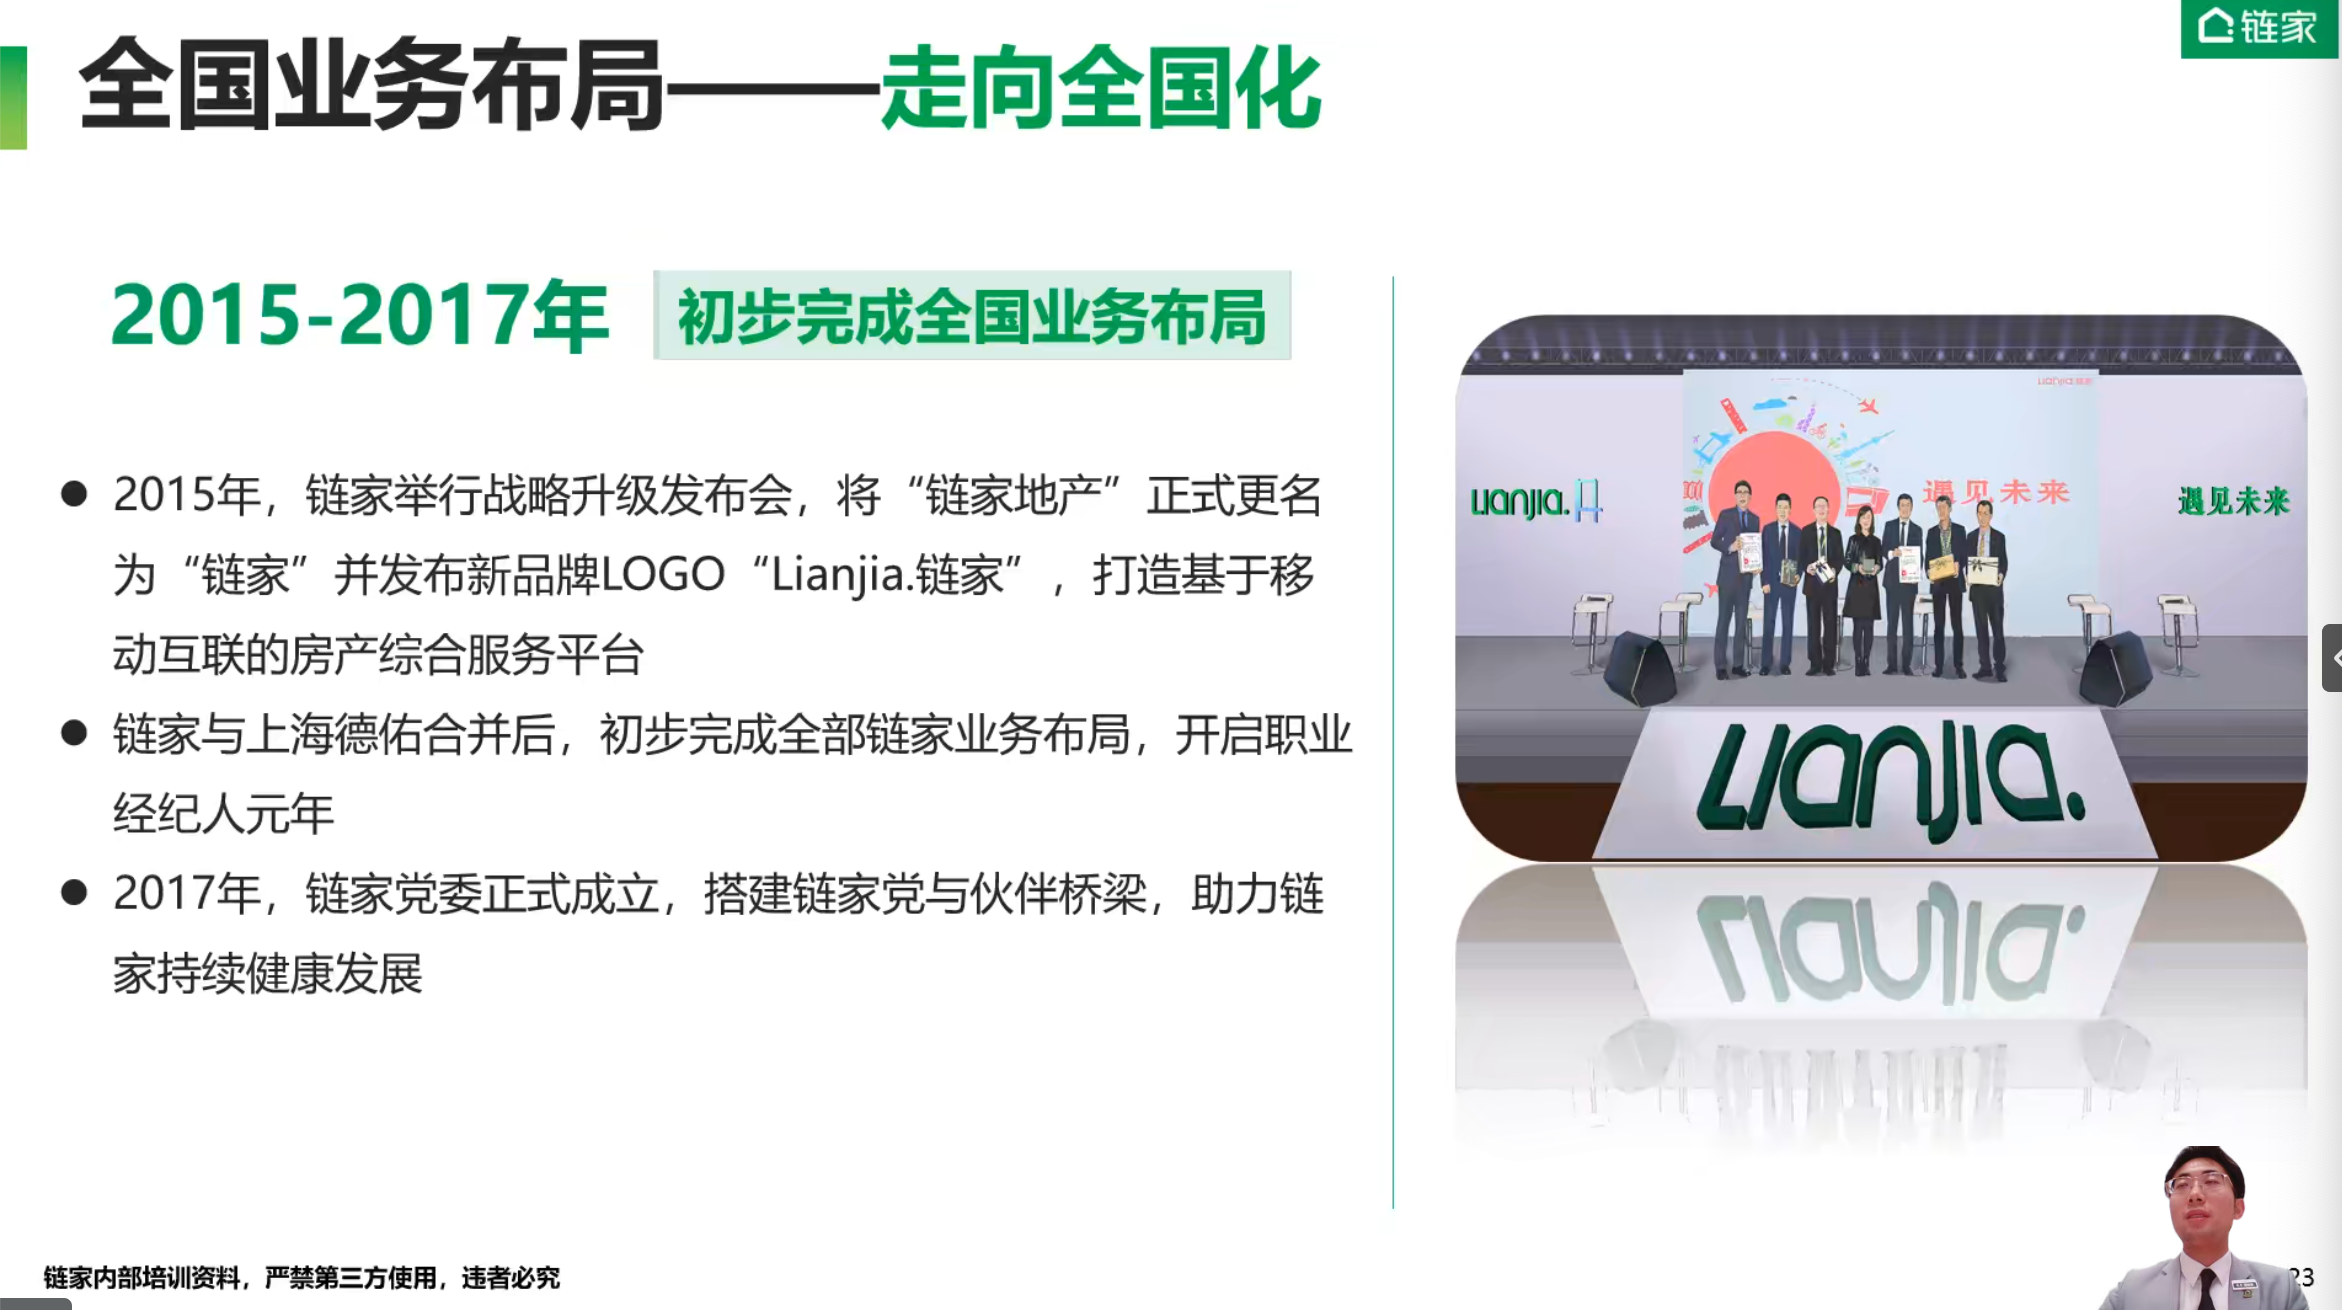 链家
全国业务布局——走向全国化
2015-2017年 初步完成全国业务布局
● 2015年，链家举行战略升级发布会，将“链家地产”正式更名
为“链家”并发布新品牌LOGO“Lianjia.链家”，打造基于移
动互联的房产综合服务平台
● 链家与上海德佑合并后，初步完成全部链家业务布局，开启职业
经纪人元年
● 2017年，链家党委正式成立，搭建链家党与伙伴桥梁，助力链
家持续健康发展
Lianjia.
遇见未来
遇见未来
Lianjia.
链家内部培训资料，严禁第三方使用，违者必究
23